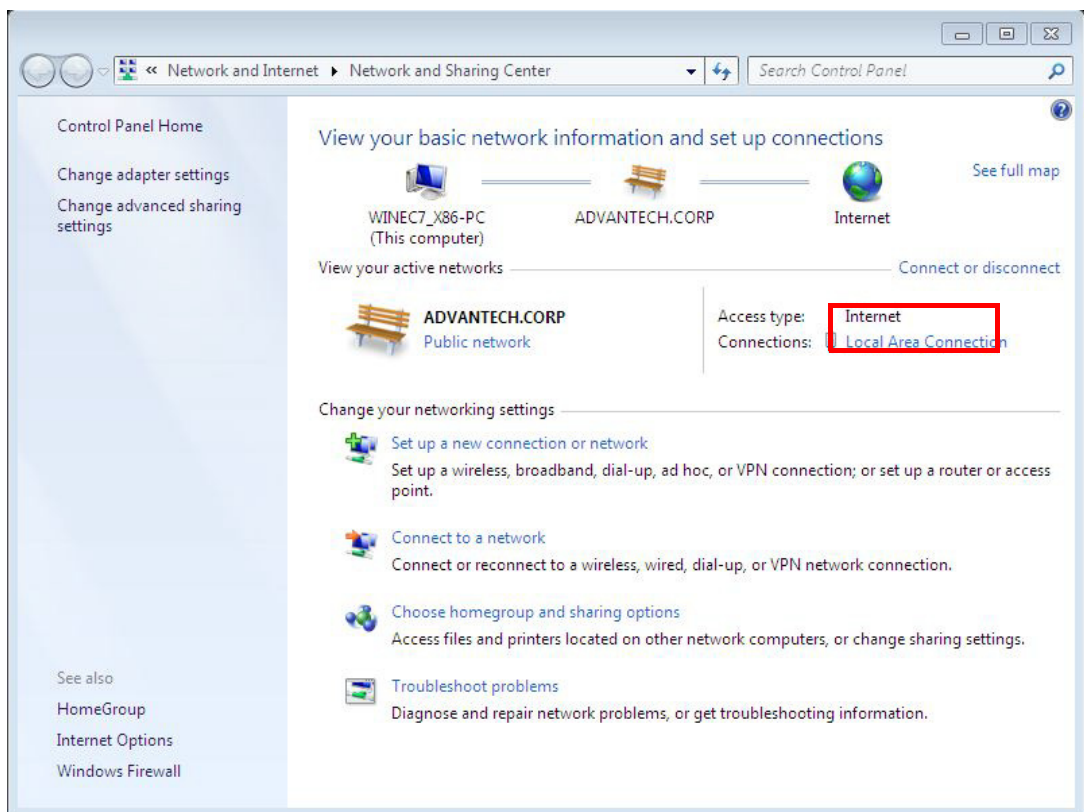 « Network and Internet ▸ Network and Sharing Center
Search Control Panel
Control Panel Home
Change adapter settings
Change advanced sharing
settings
See also
HomeGroup
Internet Options
Windows Firewall
View your basic network information and set up connections
See full map
WINEC7_X86-PC
(This computer)
ADVANTECH.CORP
Internet
View your active networks
Connect or disconnect
ADVANTECH.CORP
Public network
Access type: Internet
Connections: Local Area Connection
Change your networking settings
Set up a new connection or network
Set up a wireless, broadband, dial-up, ad hoc, or VPN connection; or set up a router or access
point.
Connect to a network
Connect or reconnect to a wireless, wired, dial-up, or VPN network connection.
Choose homegroup and sharing options
Access files and printers located on other network computers, or change sharing settings.
Troubleshoot problems
Diagnose and repair network problems, or get troubleshooting information.